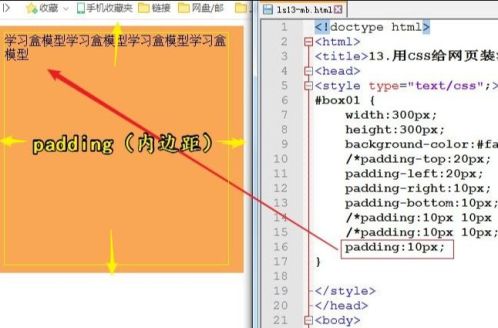 收藏
手机收藏夹
链接
网盘/邮
学习盒模型学习盒模型学习盒模型学习盒
模型
padding（内边距）
ls13-mb.html
1 <!doctype html>
2 <html>
3 <title>13.用CSS给网页装
4 <head>
5 <style type="text/css";>
6 #box01 {
7 width:300px;
8 height:300px;
9 background-color:#fa
10 /*padding-top:20px;
11 padding-left:20px;
12 padding-right:10px;
13 padding-bottom:10px;
14 /*padding:10px 10px
15 /*padding:10px 10px;
16 padding:10px;
17 }
18
19 </style>
20 </head>
21 <body>